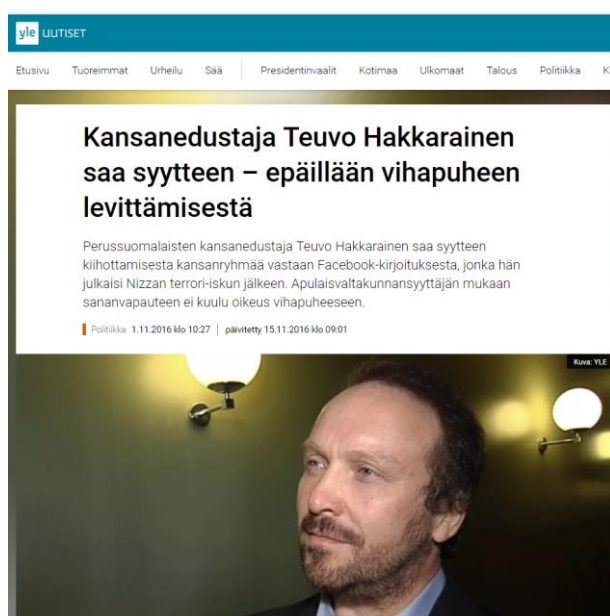 yle UUTISET
Etusivu Tuoreimmat Urheilu Sää Presidentinvaalit Kotimaa Ulkomaat Talous Politiikka K
Kansanedustaja Teuvo Hakkarainen
saa syytteen – epäillään vihapuheen
levittämisestä
Perussuomalaisten kansanedustaja Teuvo Hakkarainen saa syytteen
kiihottamisesta kansanryhmää vastaan Facebook-kirjoituksesta, jonka hän
julkaisi Nizzan terrori-iskun jälkeen. Apulaisvaltakunnansyyttäjän mukaan
sananvapauteen ei kuulu oikeus vihapuheeseen.
Politiikka 1.11.2016 klo 10:27 | päivitetty 15.11.2016 klo 09:01
Kuva: YLE